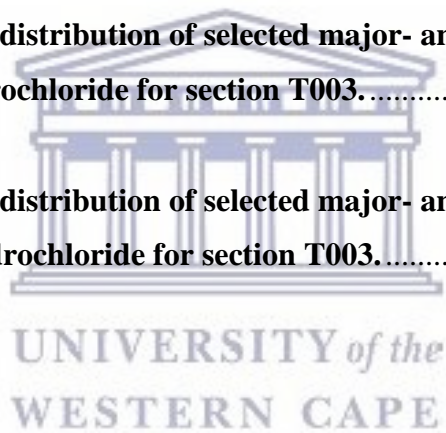 distribution of selected major- an
rochloride for section T003...........
distribution of selected major- an
drochloride for section T003.........
UNIVERSITY of the
WESTERN CAPE